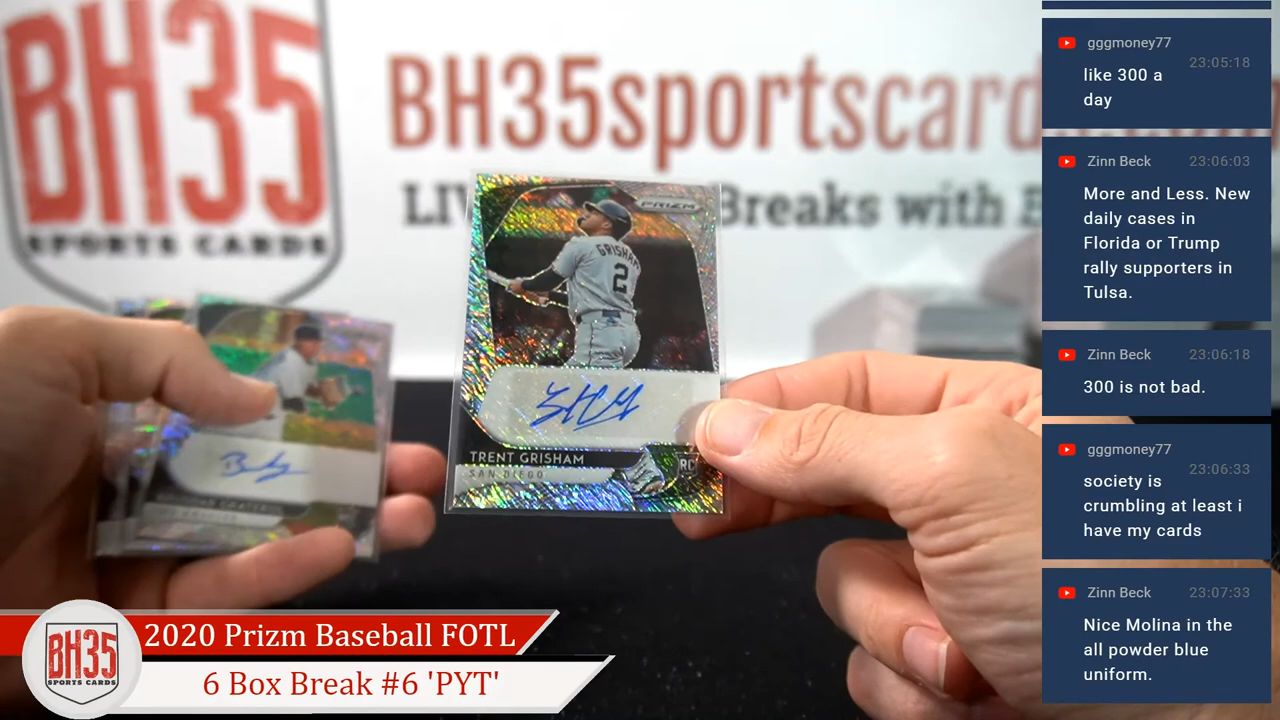 BH35
SPORTS CARDS
BH35sportscard
LIV Breaks with
PRIZM
GRISHAM
2
TRENT GRISHAM
SAN DIEGO
RC
2020 Prizm Baseball FOTL
6 Box Break #6 'PYT'
BH35
SPORTS CARDS
gggmoney77
23:05:18
like 300 a
day
Zinn Beck 23:06:03
More and Less. New
daily cases in
Florida or Trump
rally supporters in
Tulsa.
Zinn Beck 23:06:18
300 is not bad.
gggmoney77
23:06:33
society is
crumbling at least i
have my cards
Zinn Beck 23:07:33
Nice Molina in the
all powder blue
uniform.